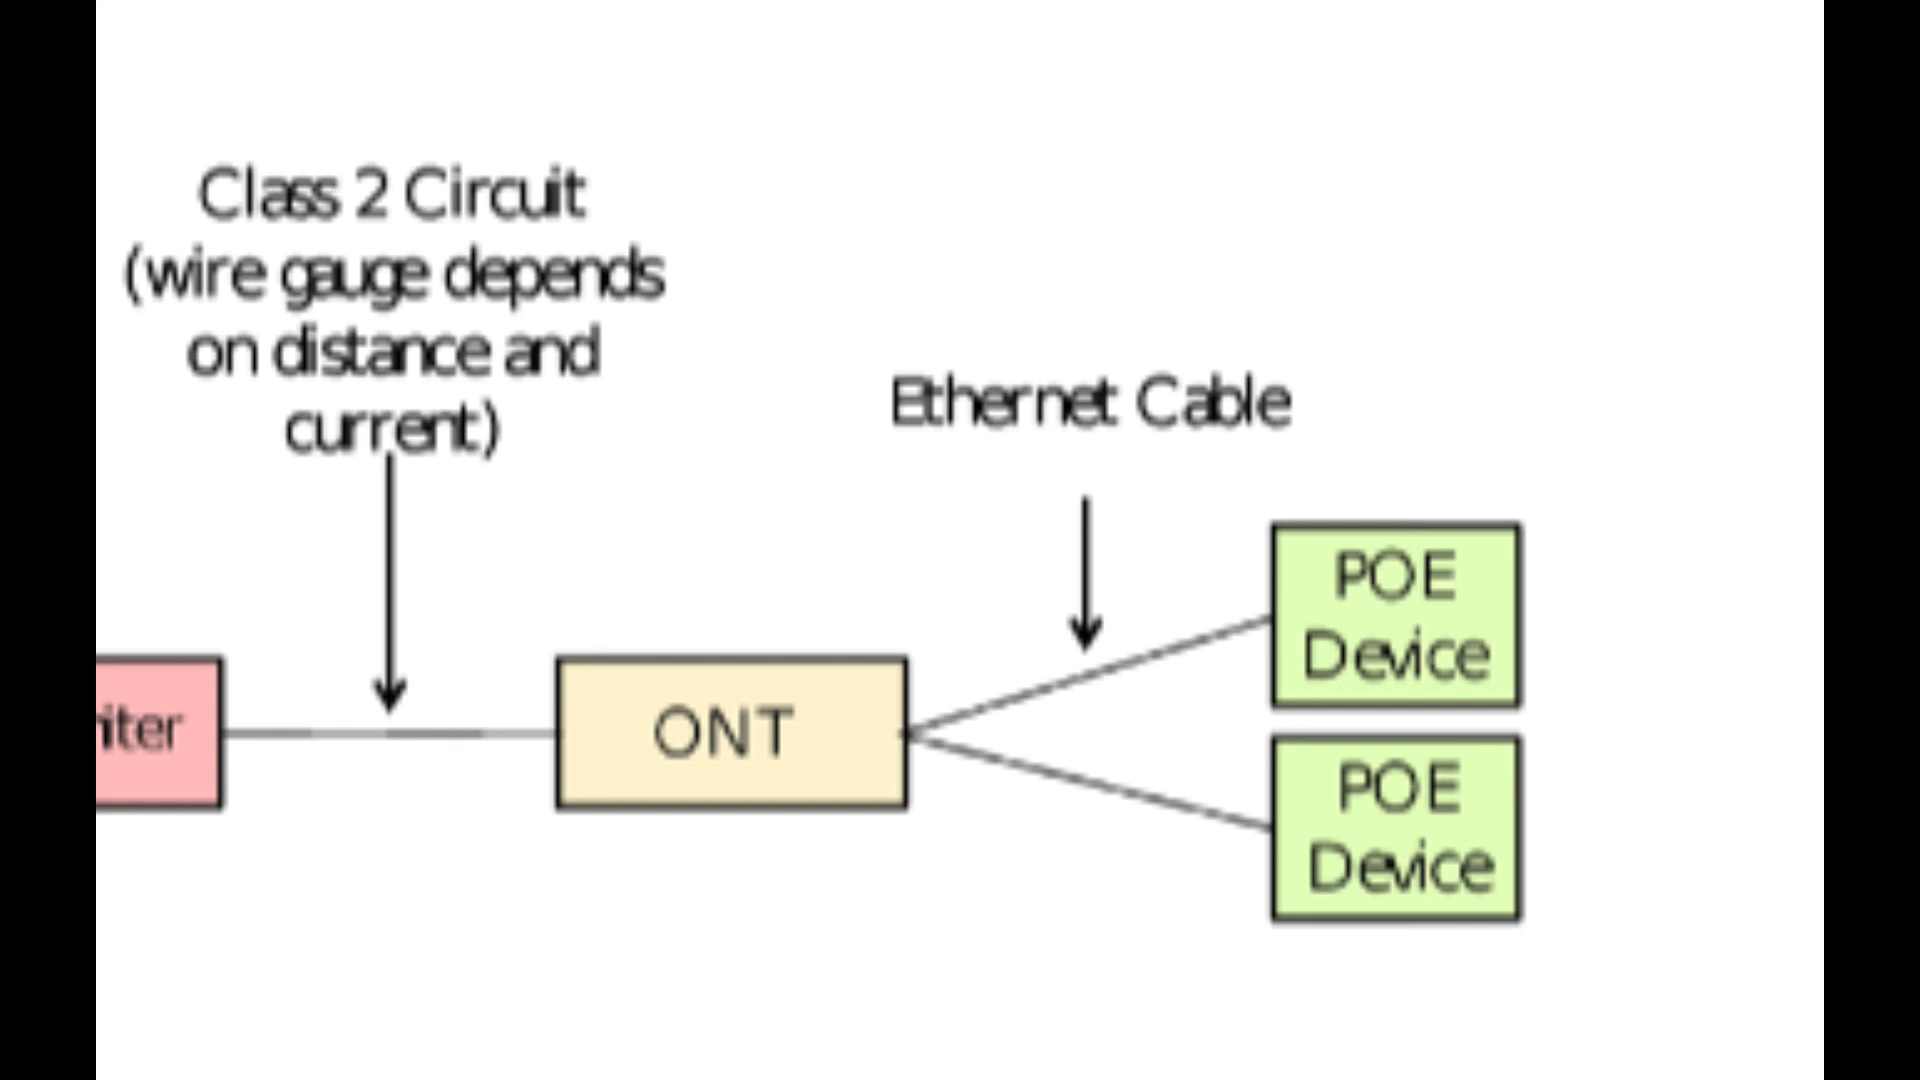 Class 2 Circuit
(wire gauge depends
on distance and
current)
Ethernet Cable
POE
Device
ONT
POE
Device